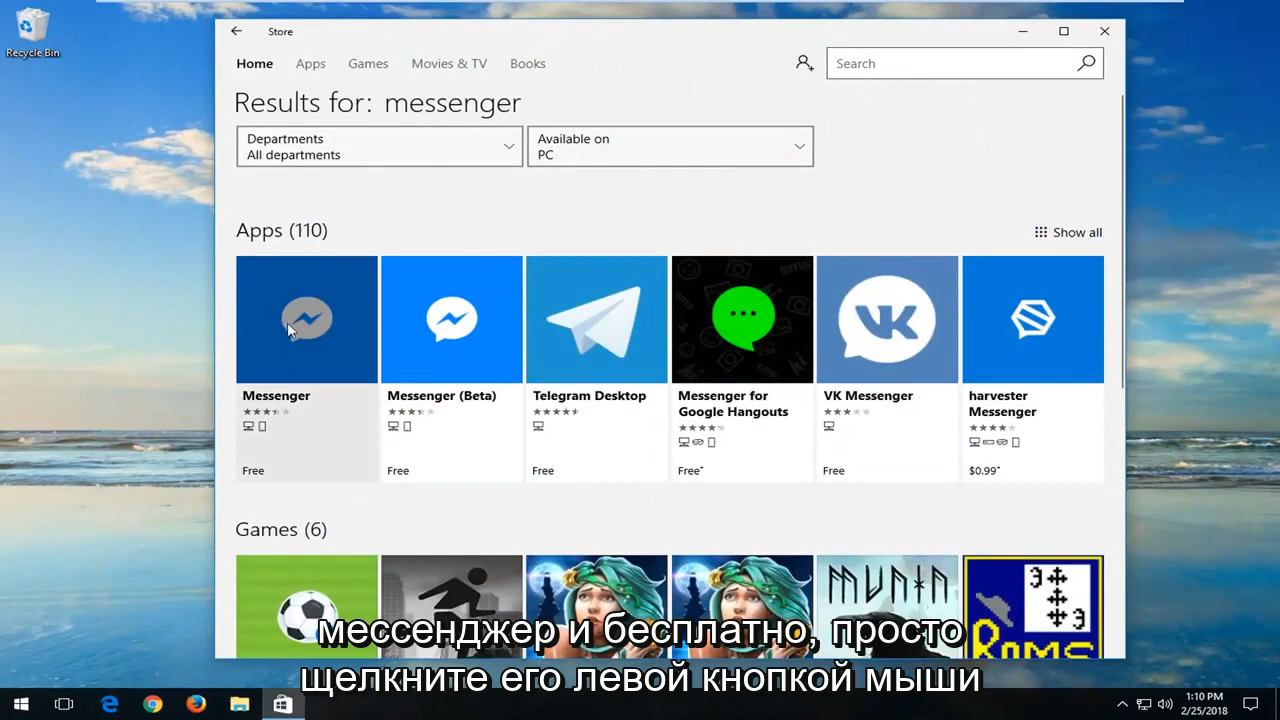 Recycle Bin
Store
Home Apps Games Movies & TV Books
Search
Results for: messenger
Departments
All departments
Available on
PC
Apps (110)
Show all
Messenger
Free
Messenger (Beta)
Free
Telegram Desktop
Free
Messenger for
Google Hangouts
Free*
VK Messenger
Free
harvester
Messenger
$0.99*
Games (6)
мессенджер и бесплатно, просто
щелкните его левой кнопкой мыши
1:10 PM
2/25/2018